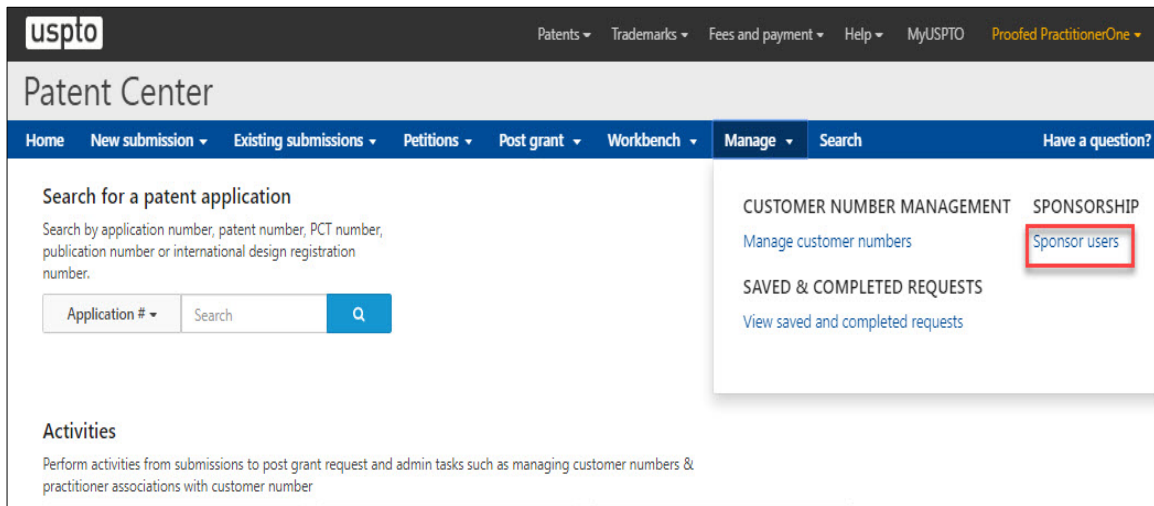 uspto
Patents Trademarks Fees and payment Help MyUSPTO Proofed PractitionerOne
Patent Center
Home New submission Existing submissions Petitions Post grant Workbench Manage Search Have a question?
Search for a patent application
Search by application number, patent number, PCT number,
publication number or international design registration
number.
Application # Search
CUSTOMER NUMBER MANAGEMENT SPONSORSHIP
Manage customer numbers Sponsor users
SAVED & COMPLETED REQUESTS
View saved and completed requests
Activities
Perform activities from submissions to post grant request and admin tasks such as managing customer numbers &
practitioner associations with customer number